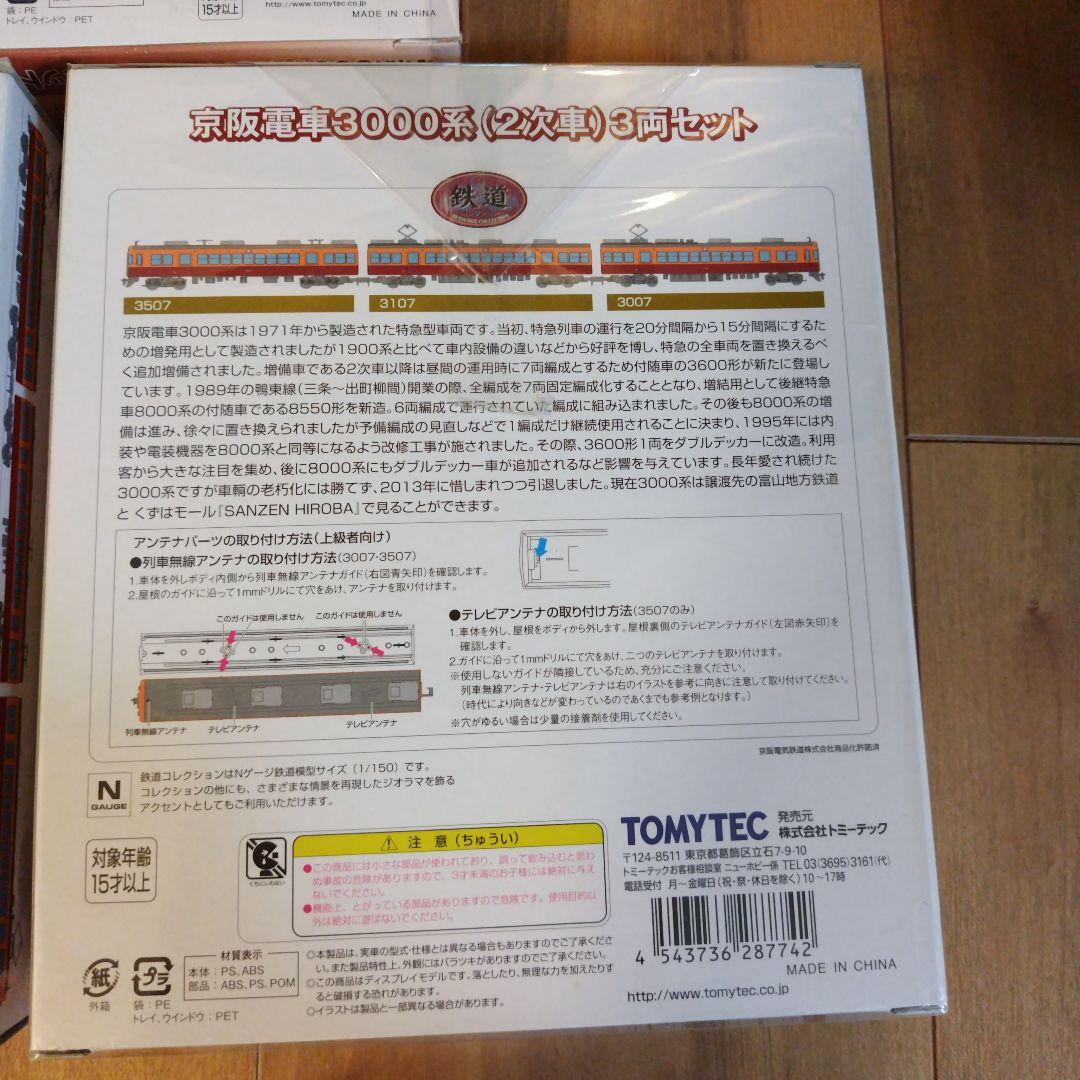 袋:PE
トレイ、ウインドウ:PET
15才以上
http://www.tomytec.co.jp
MADE IN CHINA
京阪電車3000系(2次車)3両セット
鉄道
コレクション
TETSUDOU COLLECTION
3507
3107
3007
京阪電車3000系は1971年から製造された特急型車両です。当初、特急列車の運行を20分間隔から15分間隔にするた
めの増発用として製造されましたが1900系と比べて車内設備の違いなどから好評を博し、特急の全車両を置き換えるべ
く追加増備されました。増備車である2次車以降は昼間の運用時に7両編成とするため付随車の3600形が新たに登場し
ています。1989年の鴨東線(三条～出町柳間)開業の際、全編成を7両固定編成化することとなり、増結用として後継特急
車8000系の付随車である8550形を新造。6両編成で運行されていた編成に組み込まれました。その後も8000系の増
備は進み、徐々に置き換えられましたが予備編成の見直しなどで1編成だけ継続使用されることに決まり、1995年には内
装や電装機器を8000系と同等になるよう改修工事が施されました。その際、3600形1両をダブルデッカーに改造。利用
客から大きな注目を集め、後に8000系にもダブルデッカー車が追加されるなど影響を与えています。長年愛され続けた
3000系ですが車輌の老朽化には勝てず、2013年に惜しまれつつ引退しました。現在3000系は譲渡先の富山地方鉄道
と くずはモール『SANZEN HIROBA』で見ることができます。
アンテナパーツの取り付け方法(上級者向け)
●列車無線アンテナの取り付け方法(3007・3507)
1.車体を外しボディ内側から列車無線アンテナガイド(右図青矢印)を確認します。
2.屋根のガイドに沿って1mmドリルにて穴をあけ、アンテナを取り付けます。
このガイドは使用しません
このガイドは使用しません
列車無線アンテナ
テレビアンテナ
テレビアンテナ
●テレビアンテナの取り付け方法(3507のみ)
1.車体を外し、屋根をボディから外します。屋根裏側のテレビアンテナガイド(左図赤矢印)を
確認します。
2.ガイドに沿って1mmドリルにて穴をあけ、二つのテレビアンテナを取り付けます。
※使用しないガイドが隣接しているため、充分にご注意ください。
列車無線アンテナ・テレビアンテナは右のイラストを参考に向きに注意して取り付けてください。
(時代により向きなどが変わっているのであくまでも参考例となります。)
※穴がゆるい場合は少量の接着剤を使用してください。
京阪電気鉄道株式会社商品化許諾済
N
GAUGE
鉄道コレクションはNゲージ鉄道模型サイズ(1/150)です。
コレクションの他にも、さまざまな情景を再現したジオラマを飾る
アクセントとしてもご利用いただけます。
対象年齢
15才以上
くちにいれない
注意(ちゅうい)
●この商品には小さな部品が使われており、誤って飲み込むと思わ
ぬ事故の危険がありますので、3才未満のお子様には絶対に与え
ないでください。
●機能上、とがっている部品がありますので危険です。使用目的以
外は絶対に遊ばないでください。
TOMYTEC
発売元
株式会社トミーテック
〒124-8511 東京都葛飾区立石7-9-10
トミーテックお客様相談室 ニューホビー係 TEL 03(3695)3161(代)
電話受付 月～金曜日(祝・祭・休日を除く)10～17時
4 543736 287742
MADE IN CHINA
http://www.tomytec.co.jp
紙
外箱
プラ
袋:PE
トレイ、ウインドウ:PET
材質表示
本体:PS、ABS
部品:ABS、PS、POM
○本製品は、実車の型式・仕様とは異なる場合もありますのでご了承くださ
い。また製品特性上、外観にはバラツキがありますのでご了承ください。
○この商品はディスプレイモデルです。落としたり、無理な力を加えたりす
ると破損する恐れがあります。
○イラストは製品と一部異なる場合があります。